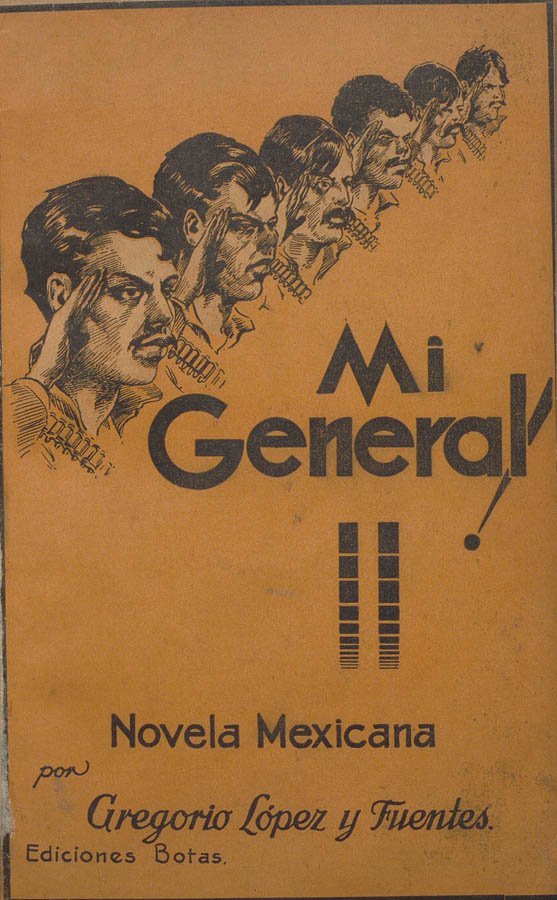 Mi
General!
Novela Mexicana
por
Gregorio López y Fuentes.
Ediciones Botas.